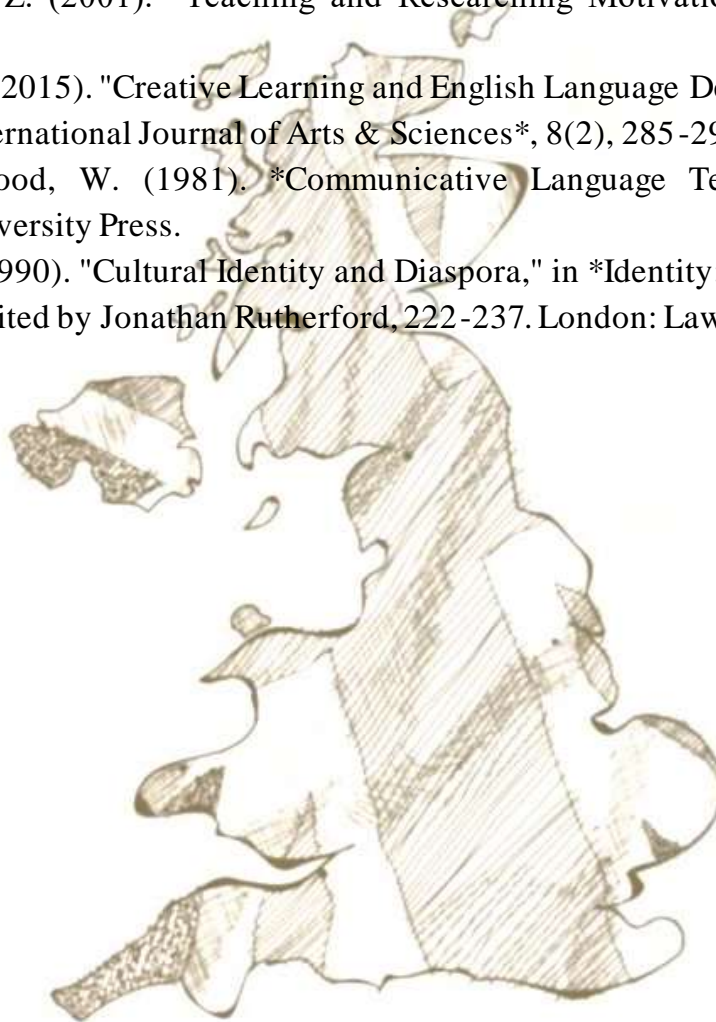 Z. (2001). "Teaching and Researching Motivatio
2015). "Creative Learning and English Language De
ernational Journal of Arts & Sciences*, 8(2), 285-29
ood, W. (1981). *Communicative Language Te
versity Press.
990). "Cultural Identity and Diaspora," in *Identity
ited by Jonathan Rutherford, 222-237. London: Law